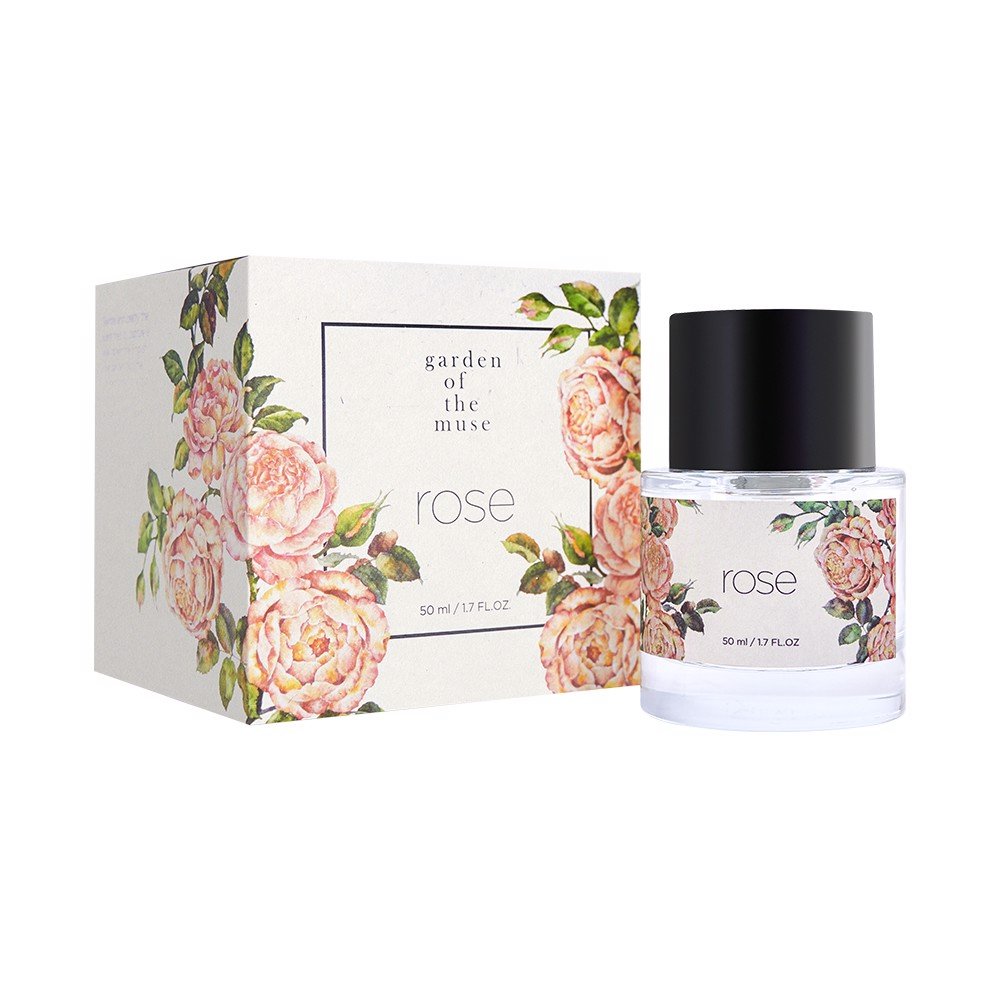 garden
of
the
muse
rose
50 ml / 1.7 FL.OZ.
rose
50 ml / 1.7 FL.OZ